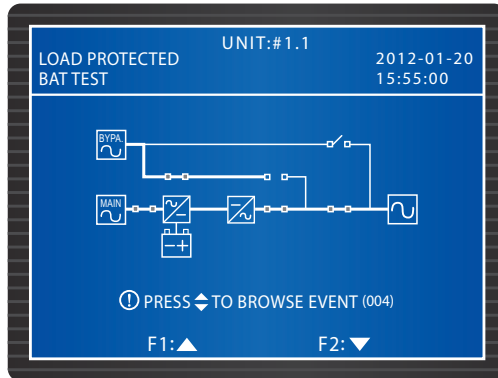 UNIT:#1.1
LOAD PROTECTED
2012-01-20
BAT TEST
15:55:00
BYPA.
MAIN
PRESS TO BROWSE EVENT (004)
F1:
F2: